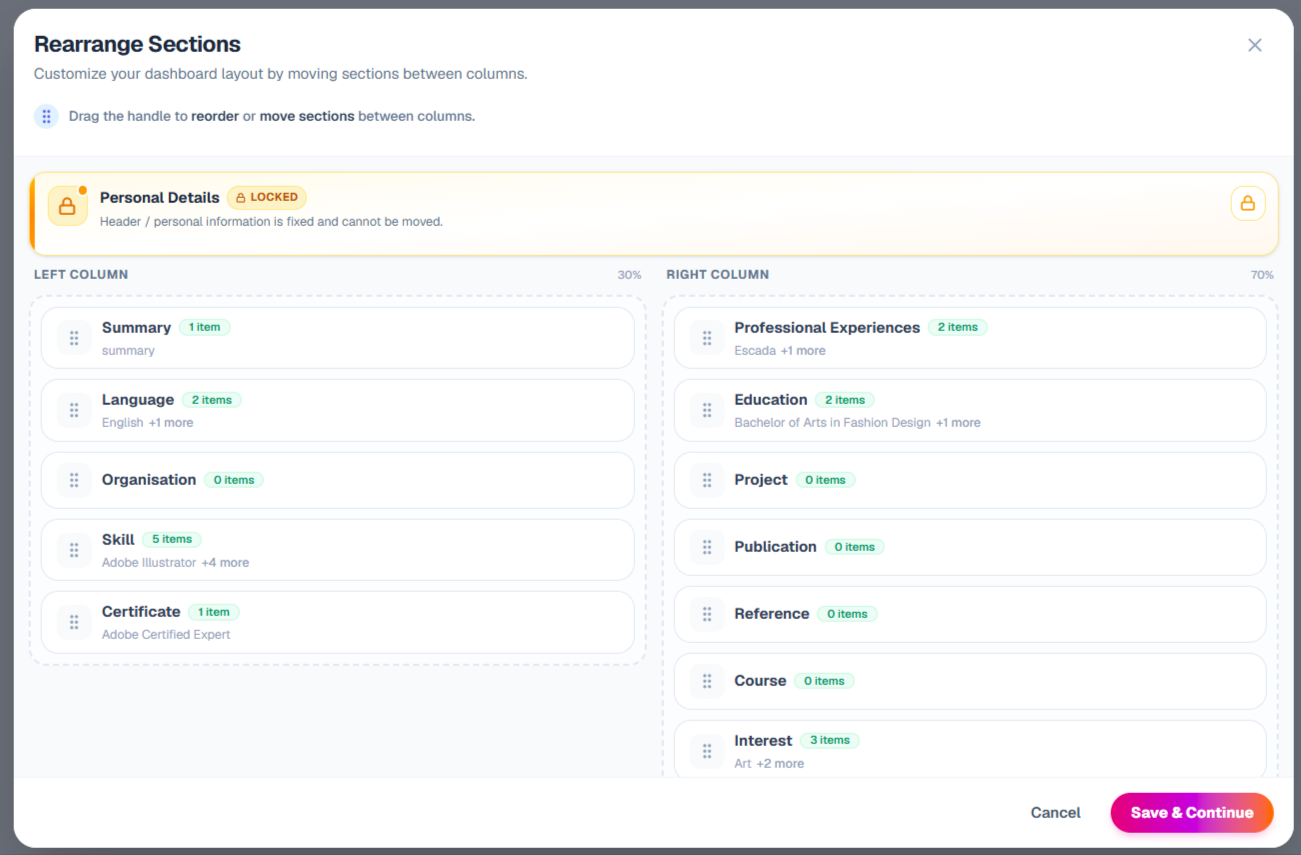 Rearrange Sections
Customize your dashboard layout by moving sections between columns.
Drag the handle to reorder or move sections between columns.
Personal Details LOCKED
Header / personal information is fixed and cannot be moved.
LEFT COLUMN 30%
Summary 1 item
summary
Language 2 items
English +1 more
Organisation 0 items
Skill 5 items
Adobe Illustrator +4 more
Certificate 1 item
Adobe Certified Expert
RIGHT COLUMN 70%
Professional Experiences 2 items
Escada +1 more
Education 2 items
Bachelor of Arts in Fashion Design +1 more
Project 0 items
Publication 0 items
Reference 0 items
Course 0 items
Interest 3 items
Art +2 more
Cancel Save & Continue